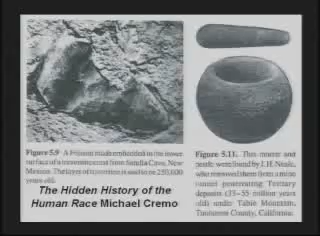 Figure 5.9 A Folsom blade embedded in the lower
surface of a travertine crust from Sandia Cave, New
Mexico. The layer of travertine is said to be 250,000
years old.
Figure 5.11. This mortar and
pestle were found by J. H. Neale,
who removed them from a mine
tunnel penetrating Tertiary
deposits (33–55 million years
old) under Table Mountain,
Tuolumne County, California.
The Hidden History of the
Human Race Michael Cremo